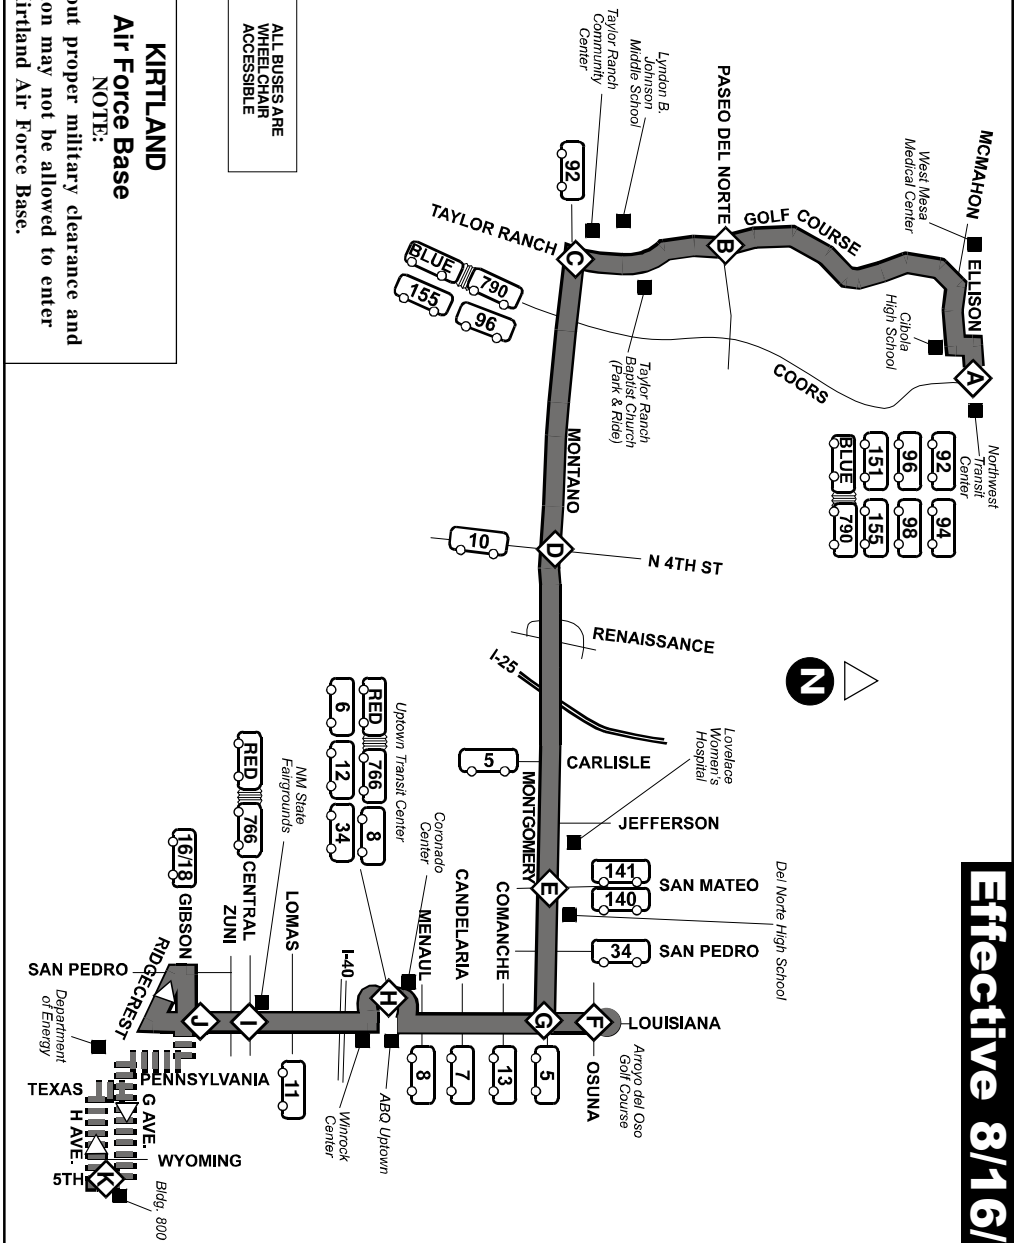 Effective 8/16/
MCMAHON
ELLISON
West Mesa
Medical Center
Cibola
High School
A
Northwest
Transit
Center
92
94
96
98
151
155
BLUE
790
GOLF COURSE
PASEO DEL NORTE
B
COORS
Lyndon B.
Johnson
Middle School
Taylor Ranch
Community
Center
Taylor Ranch
Baptist Church
(Park & Ride)
92
TAYLOR RANCH
C
BLUE
790
155
96
MONTANO
10
D
N 4TH ST
RENAISSANCE
I-25
N
5
CARLISLE
MONTGOMERY
JEFFERSON
Lovelace
Women's
Hospital
E
141
140
SAN MATEO
Del Norte High School
34
SAN PEDRO
G
F
LOUISIANA
OSUNA
Arroyo del Oso
Golf Course
5
COMANCHE
13
CANDELARIA
7
MENAUL
8
Coronado
Center
H
Uptown Transit Center
RED
766
8
6
12
34
ABQ Uptown
Winrock
Center
I-40
LOMAS
11
NM State
Fairgrounds
RED
766
CENTRAL
I
ZUNI
16/18
GIBSON
J
SAN PEDRO
RIDGECREST
Department
of Energy
PENNSYLVANIA
TEXAS
G AVE.
H AVE.
WYOMING
5TH
K
Bldg. 800
ALL BUSES ARE
WHEELCHAIR
ACCESSIBLE
KIRTLAND
Air Force Base
NOTE:
out proper military clearance and
on may not be allowed to enter
Kirtland Air Force Base.